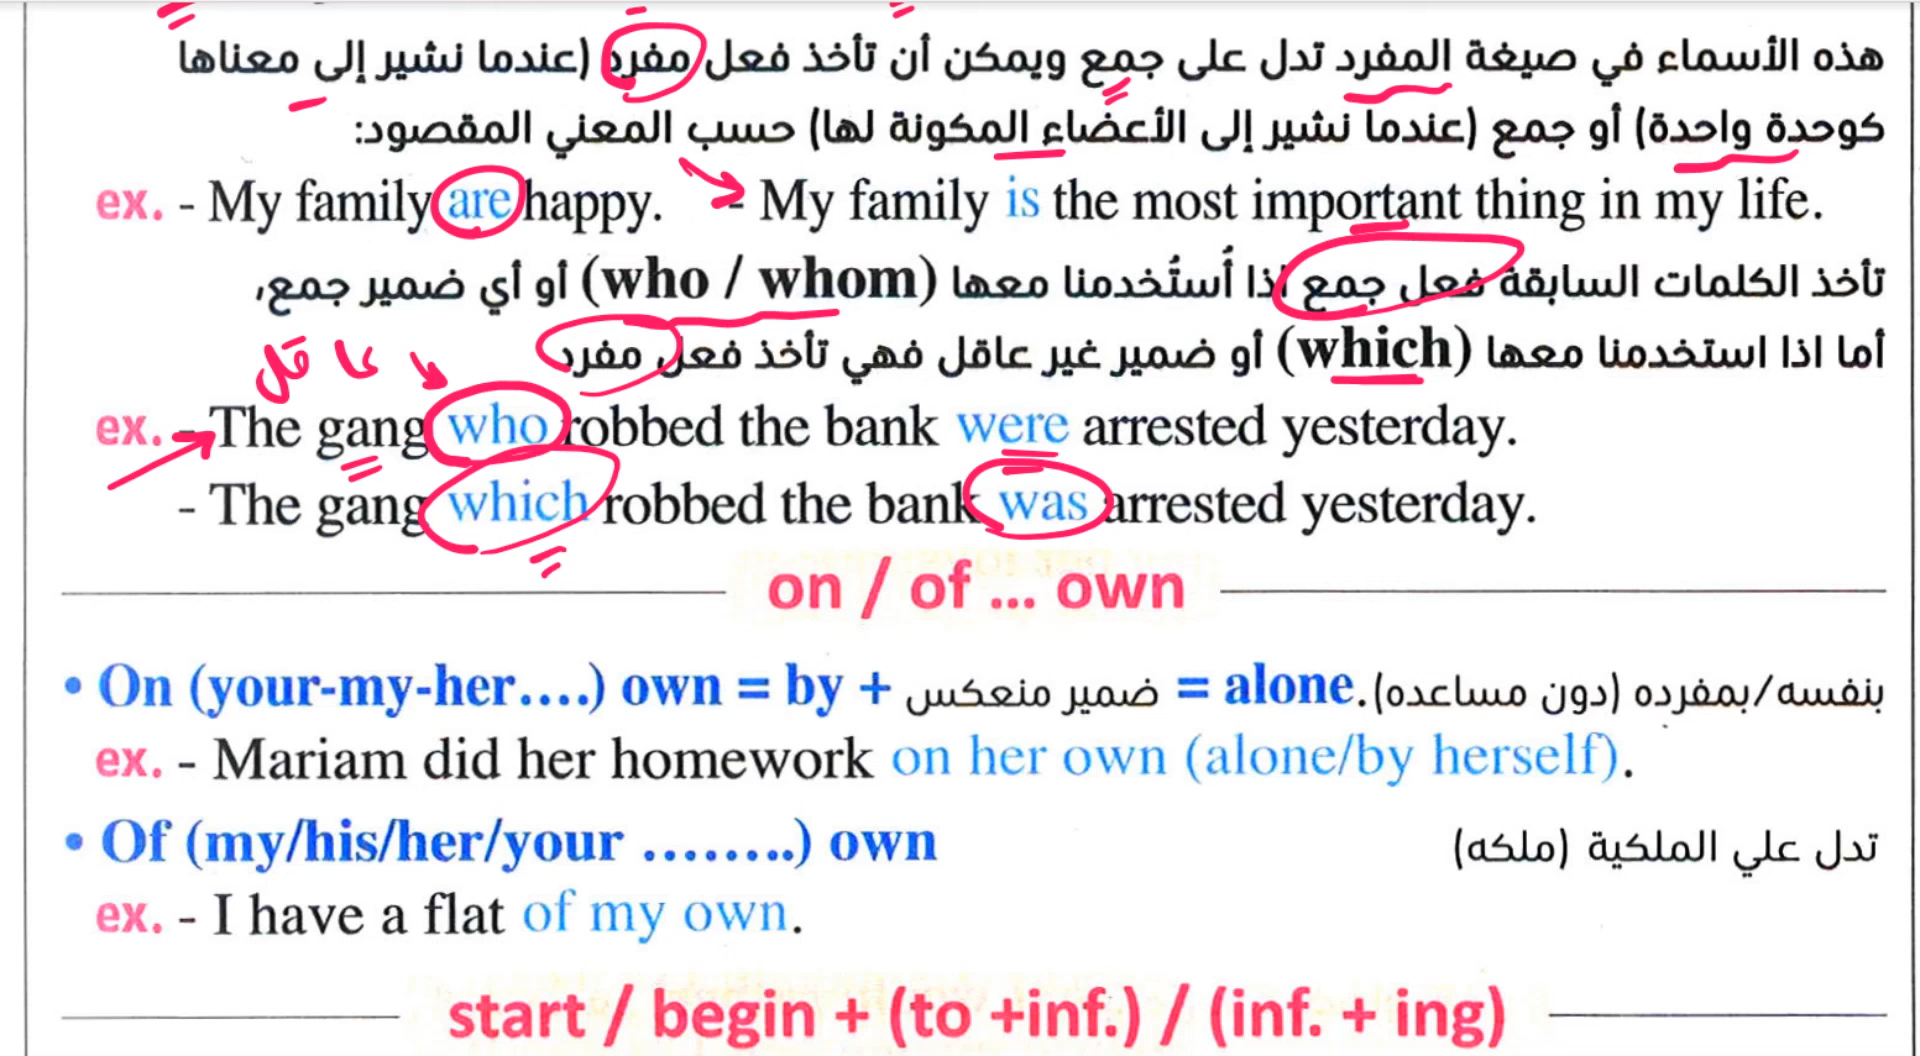 هذه الأسماء في صيغة المفرد تدل على جمع ويمكن أن تأخذ فعل مفرد (عندما نشير إلى معناها
كوحدة واحدة) أو جمع (عندما نشير إلى الأعضاء المكونة لها) حسب المعني المقصود:
ex. - My family are happy. - My family is the most important thing in my life.
تأخذ الكلمات السابقة فعل جمع إذا أُستُخدمنا معها (who / whom) أو أي ضمير جمع،
أما اذا استخدمنا معها (which) أو ضمير غير عاقل فهي تأخذ فعل مفرد
عاقل
ex. - The gang who robbed the bank were arrested yesterday.
- The gang which robbed the bank was arrested yesterday.
on / of ... own
• On (your-my-her....) own = by + ضمير منعكس = alone. بنفسه/بمفرده (دون مساعده)
ex. - Mariam did her homework on her own (alone/by herself).
• Of (my/his/her/your ........) own تدل علي الملكية (ملكه)
ex. - I have a flat of my own.
start / begin + (to +inf.) / (inf. + ing)